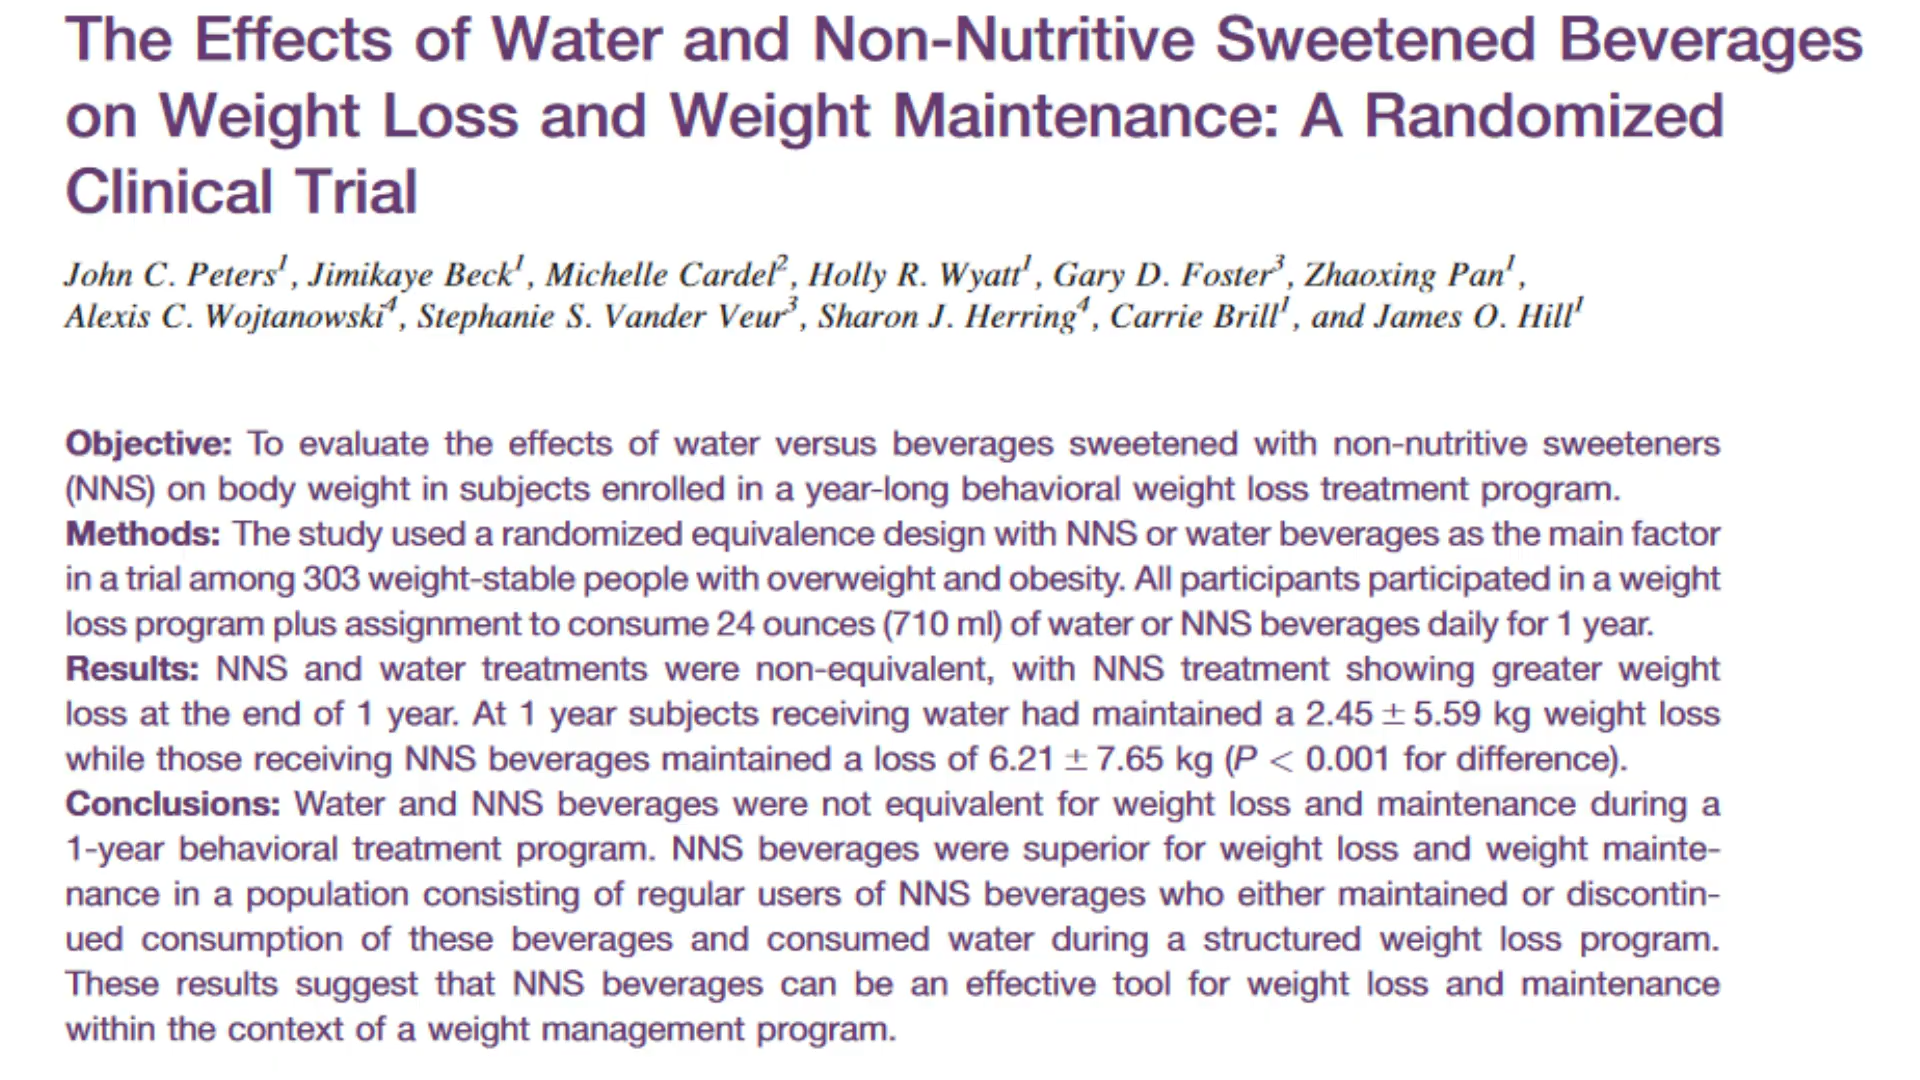 The Effects of Water and Non-Nutritive Sweetened Beverages
on Weight Loss and Weight Maintenance: A Randomized
Clinical Trial
John C. Peters¹, Jimikaye Beck¹, Michelle Cardel², Holly R. Wyatt¹, Gary D. Foster³, Zhaoxing Pan¹,
Alexis C. Wojtanowski⁴, Stephanie S. Vander Veur³, Sharon J. Herring⁴, Carrie Brill¹, and James O. Hill¹
Objective: To evaluate the effects of water versus beverages sweetened with non-nutritive sweeteners
(NNS) on body weight in subjects enrolled in a year-long behavioral weight loss treatment program.
Methods: The study used a randomized equivalence design with NNS or water beverages as the main factor
in a trial among 303 weight-stable people with overweight and obesity. All participants participated in a weight
loss program plus assignment to consume 24 ounces (710 ml) of water or NNS beverages daily for 1 year.
Results: NNS and water treatments were non-equivalent, with NNS treatment showing greater weight
loss at the end of 1 year. At 1 year subjects receiving water had maintained a 2.45 ± 5.59 kg weight loss
while those receiving NNS beverages maintained a loss of 6.21 ± 7.65 kg (P < 0.001 for difference).
Conclusions: Water and NNS beverages were not equivalent for weight loss and maintenance during a
1-year behavioral treatment program. NNS beverages were superior for weight loss and weight mainte-
nance in a population consisting of regular users of NNS beverages who either maintained or discontin-
ued consumption of these beverages and consumed water during a structured weight loss program.
These results suggest that NNS beverages can be an effective tool for weight loss and maintenance
within the context of a weight management program.